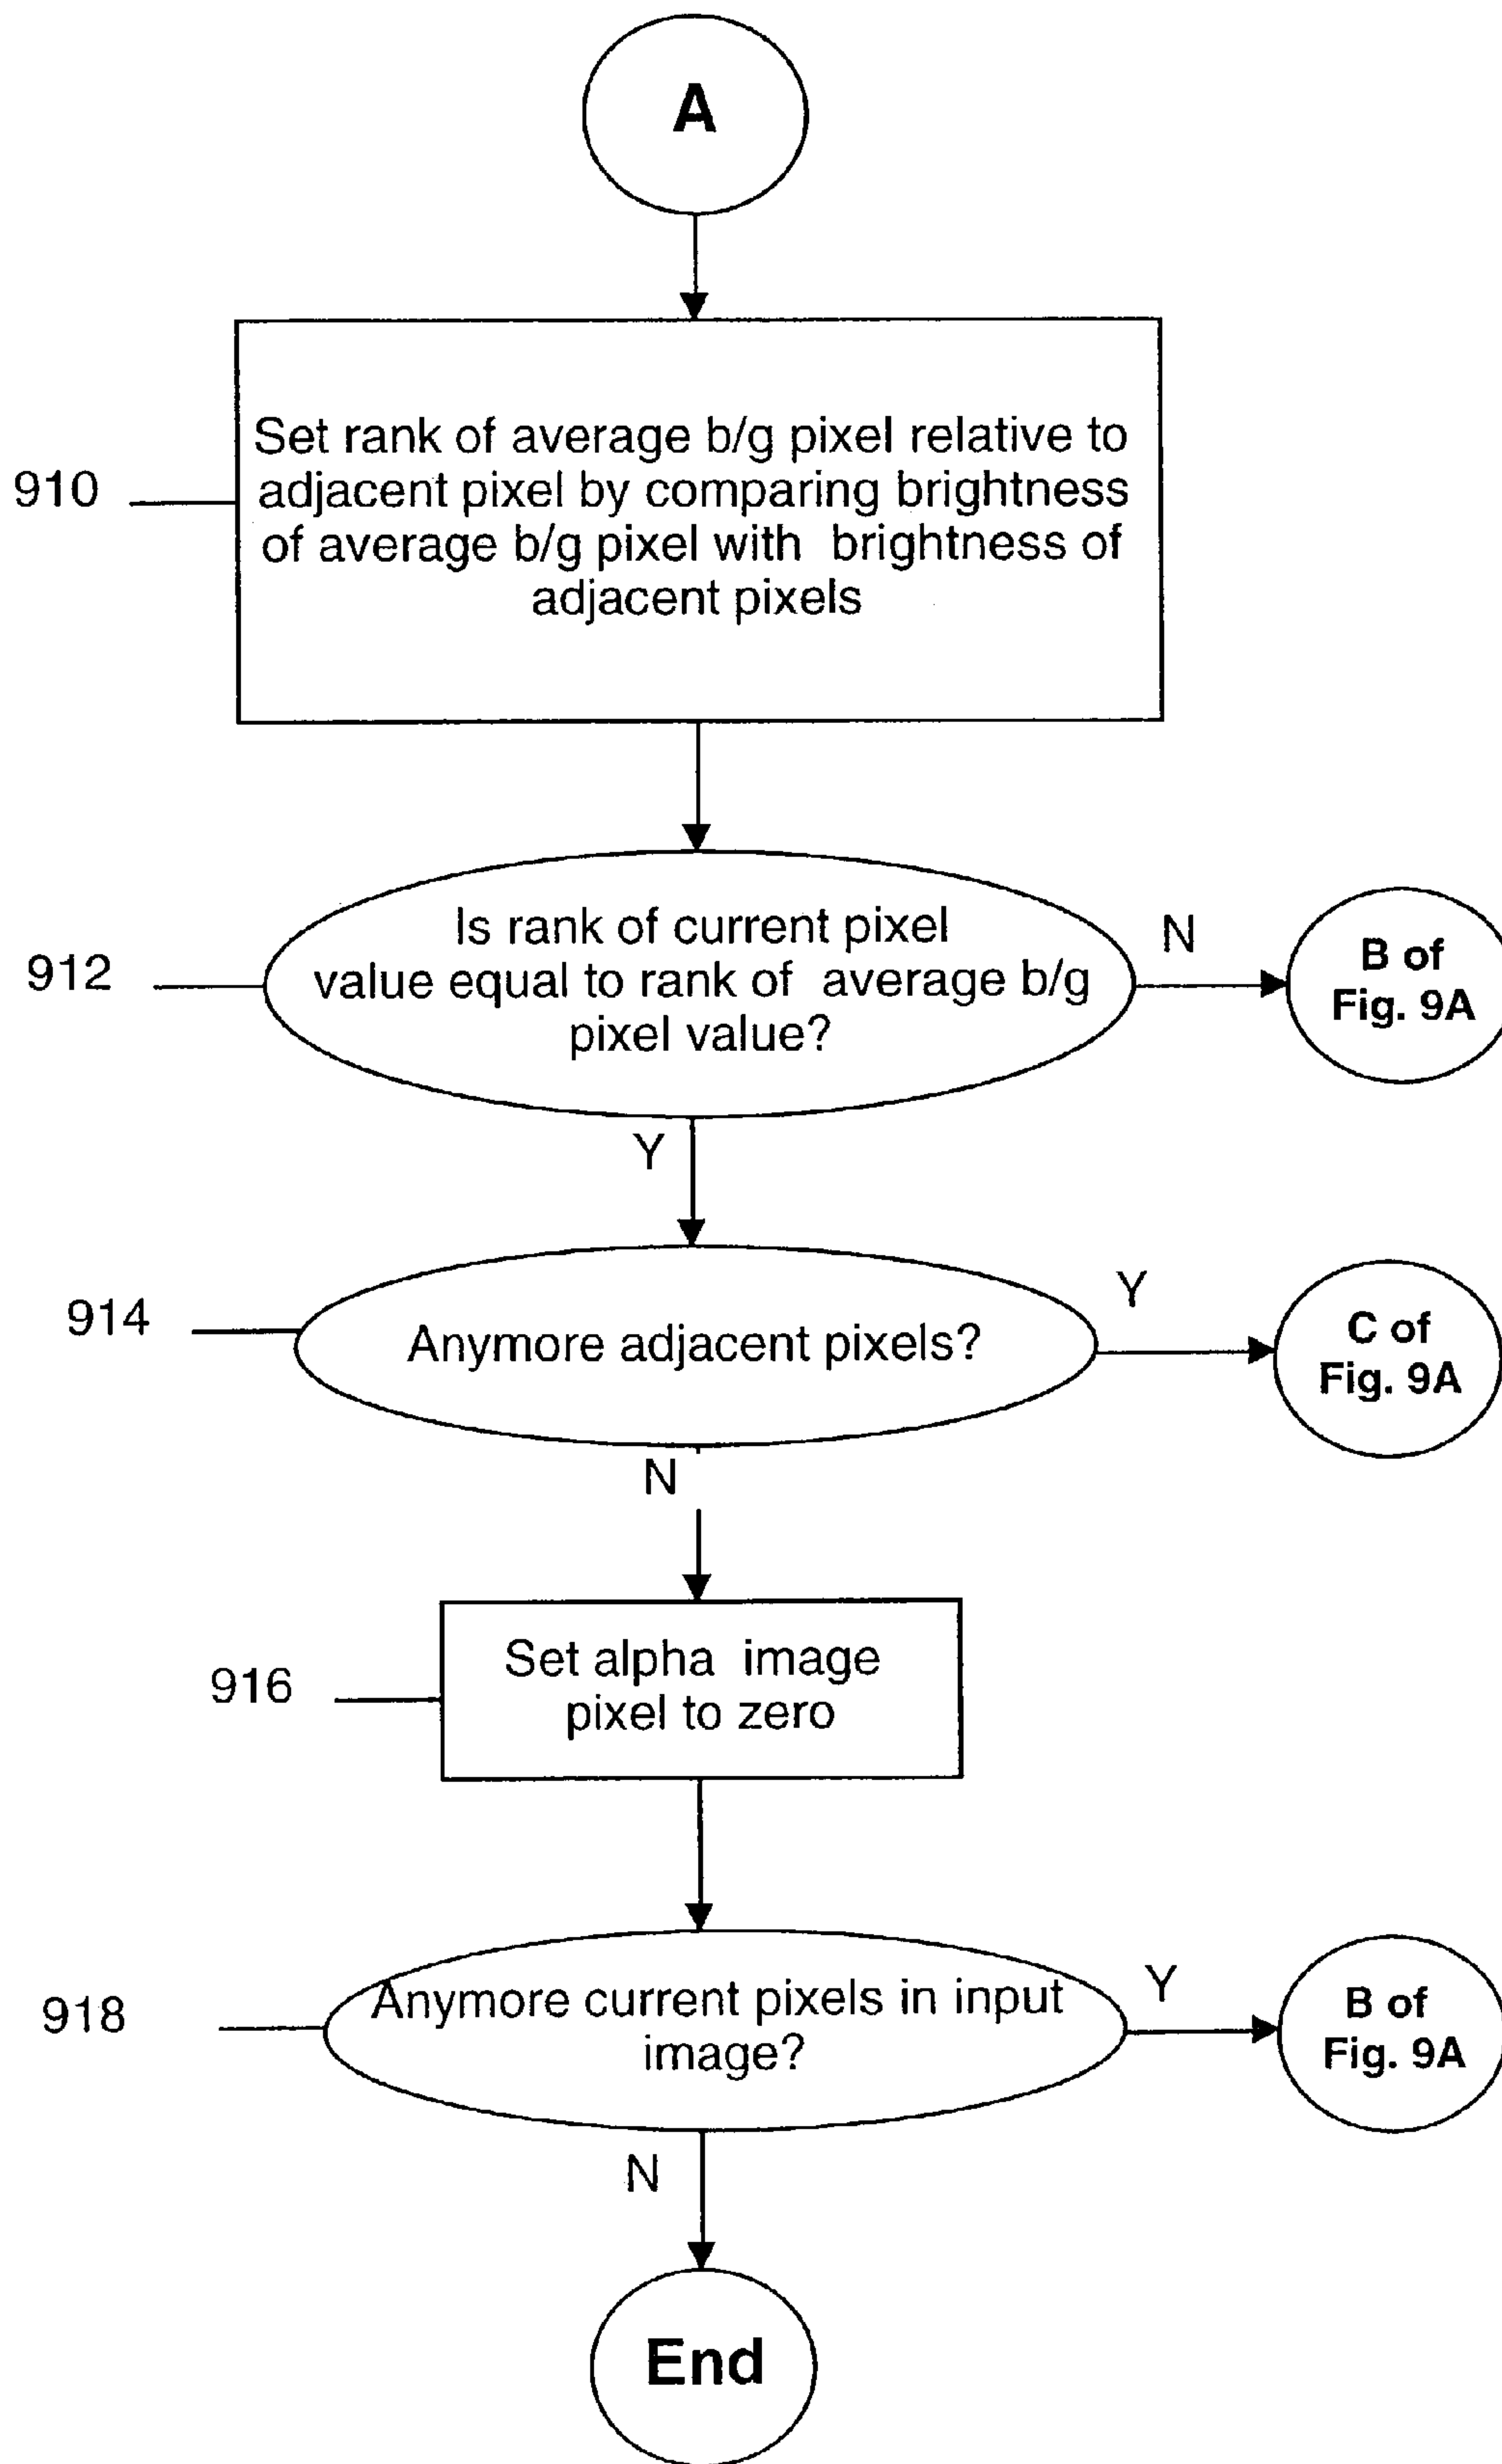 A
910
Set rank of average b/g pixel relative to
adjacent pixel by comparing brightness
of average b/g pixel with brightness of
adjacent pixels
912
Is rank of current pixel
value equal to rank of average b/g
pixel value?
N
B of
Fig. 9A
Y
914
Anymore adjacent pixels?
Y
C of
Fig. 9A
N
916
Set alpha image
pixel to zero
918
Anymore current pixels in input
image?
Y
B of
Fig. 9A
N
End